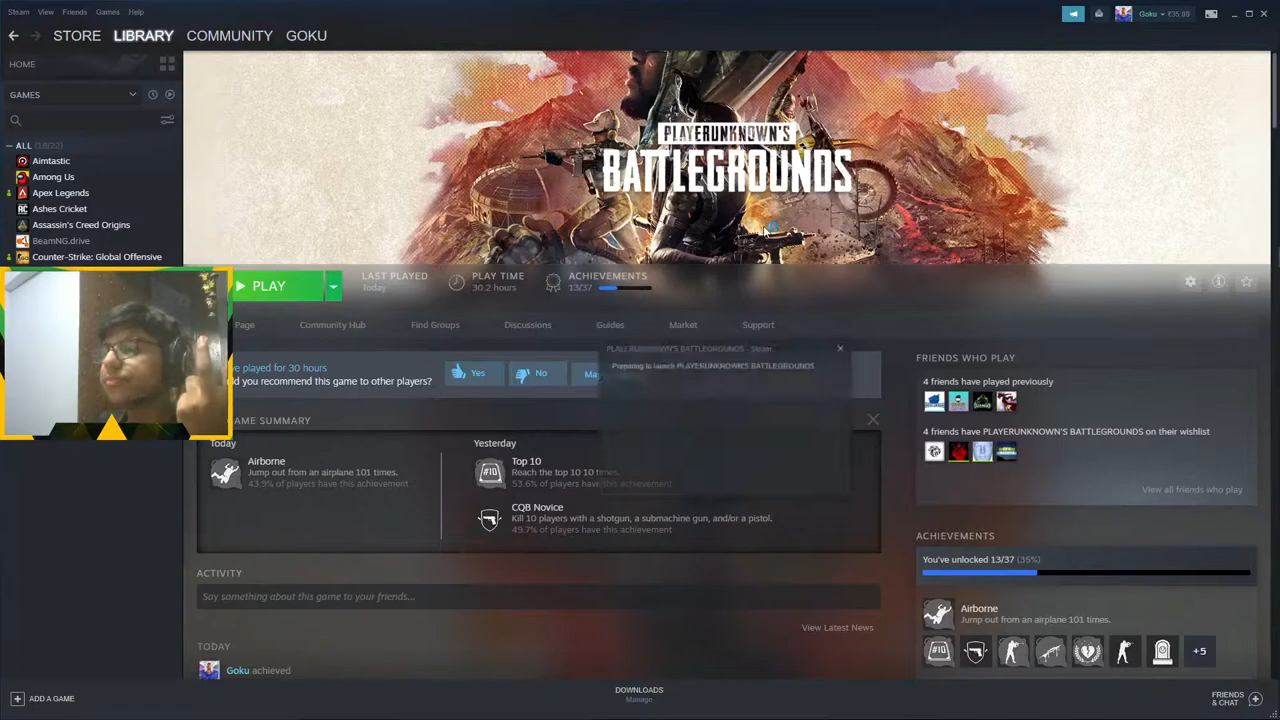 Steam View Friends Games Help
Goku ▾ ₹35.09
STORE LIBRARY COMMUNITY GOKU
HOME
GAMES
ALL (18/22)
Aimtastic
Among Us
Apex Legends
Ashes Cricket
Assassin's Creed Origins
BeamNG.drive
Counter-Strike: Global Offensive
PLAYERUNKNOWN'S
BATTLEGROUNDS
PLAY
LAST PLAYED
Today
PLAY TIME
30.2 hours
ACHIEVEMENTS
13/37
Page Community Hub Find Groups Discussions Guides Market Support
PLAYERUNKNOWN'S BATTLEGROUNDS - Steam
Preparing to launch PLAYERUNKNOWN'S BATTLEGROUNDS
played for 30 hours
recommend this game to other players?
Yes
No
GAME SUMMARY
Today
Airborne
Jump out from an airplane 101 times.
43.9% of players have this achievement
Yesterday
Top 10
Reach the top 10 10 times.
53.6% of players have this achievement
CQB Novice
Kill 10 players with a shotgun, a submachine gun, and/or a pistol.
49.7% of players have this achievement
ACTIVITY
Say something about this game to your friends...
View Latest News
TODAY
Goku achieved
FRIENDS WHO PLAY
4 friends have played previously
4 friends have PLAYERUNKNOWN'S BATTLEGROUNDS on their wishlist
View all friends who play
ACHIEVEMENTS
You've unlocked 13/37 (35%)
Airborne
Jump out from an airplane 101 times.
#10
+5
ADD A GAME
DOWNLOADS
Manage
FRIENDS
& CHAT